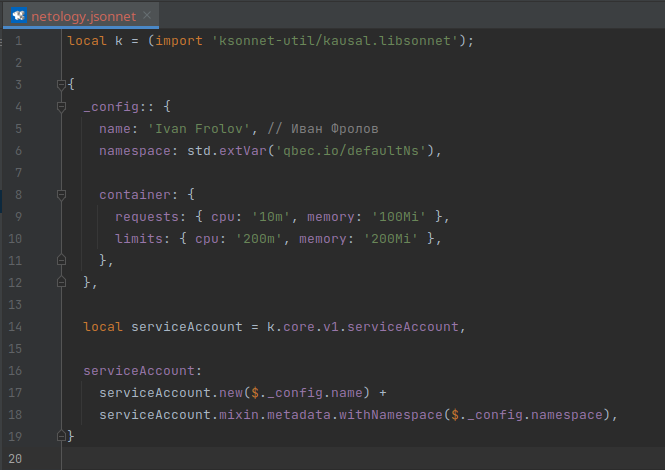 netology.jsonnet
1 local k = (import 'ksonnet-util/kausal.libsonnet');
2
3 {
4   _config:: {
5     name: 'Ivan Frolov', // Иван Фролов
6     namespace: std.extVar('qbec.io/defaultNs'),
7
8     container: {
9       requests: { cpu: '10m', memory: '100Mi' },
10       limits: { cpu: '200m', memory: '200Mi' },
11     },
12   },
13
14   local serviceAccount = k.core.v1.serviceAccount,
15
16   serviceAccount:
17     serviceAccount.new($._config.name) +
18     serviceAccount.mixin.metadata.withNamespace($._config.namespace),
19 }
20